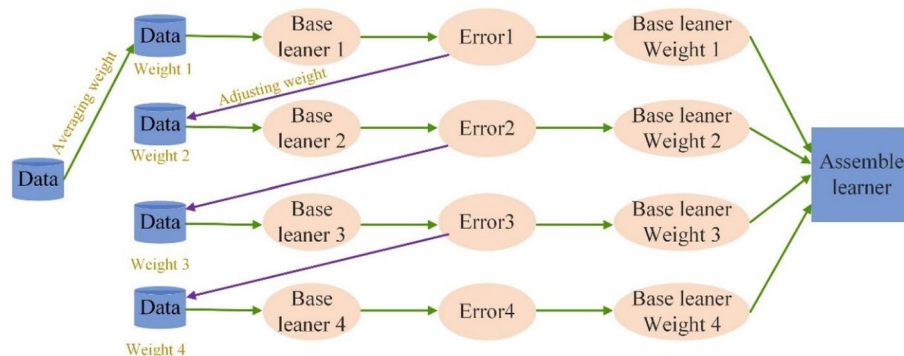 Data
Averaging weight
Data
Weight 1
Base
leaner 1
Error1
Base leaner
Weight 1
Adjusting weight
Data
Weight 2
Base
leaner 2
Error2
Base leaner
Weight 2
Data
Weight 3
Base
leaner 3
Error3
Base leaner
Weight 3
Data
Weight 4
Base
leaner 4
Error4
Base leaner
Weight 4
Assemble
learner